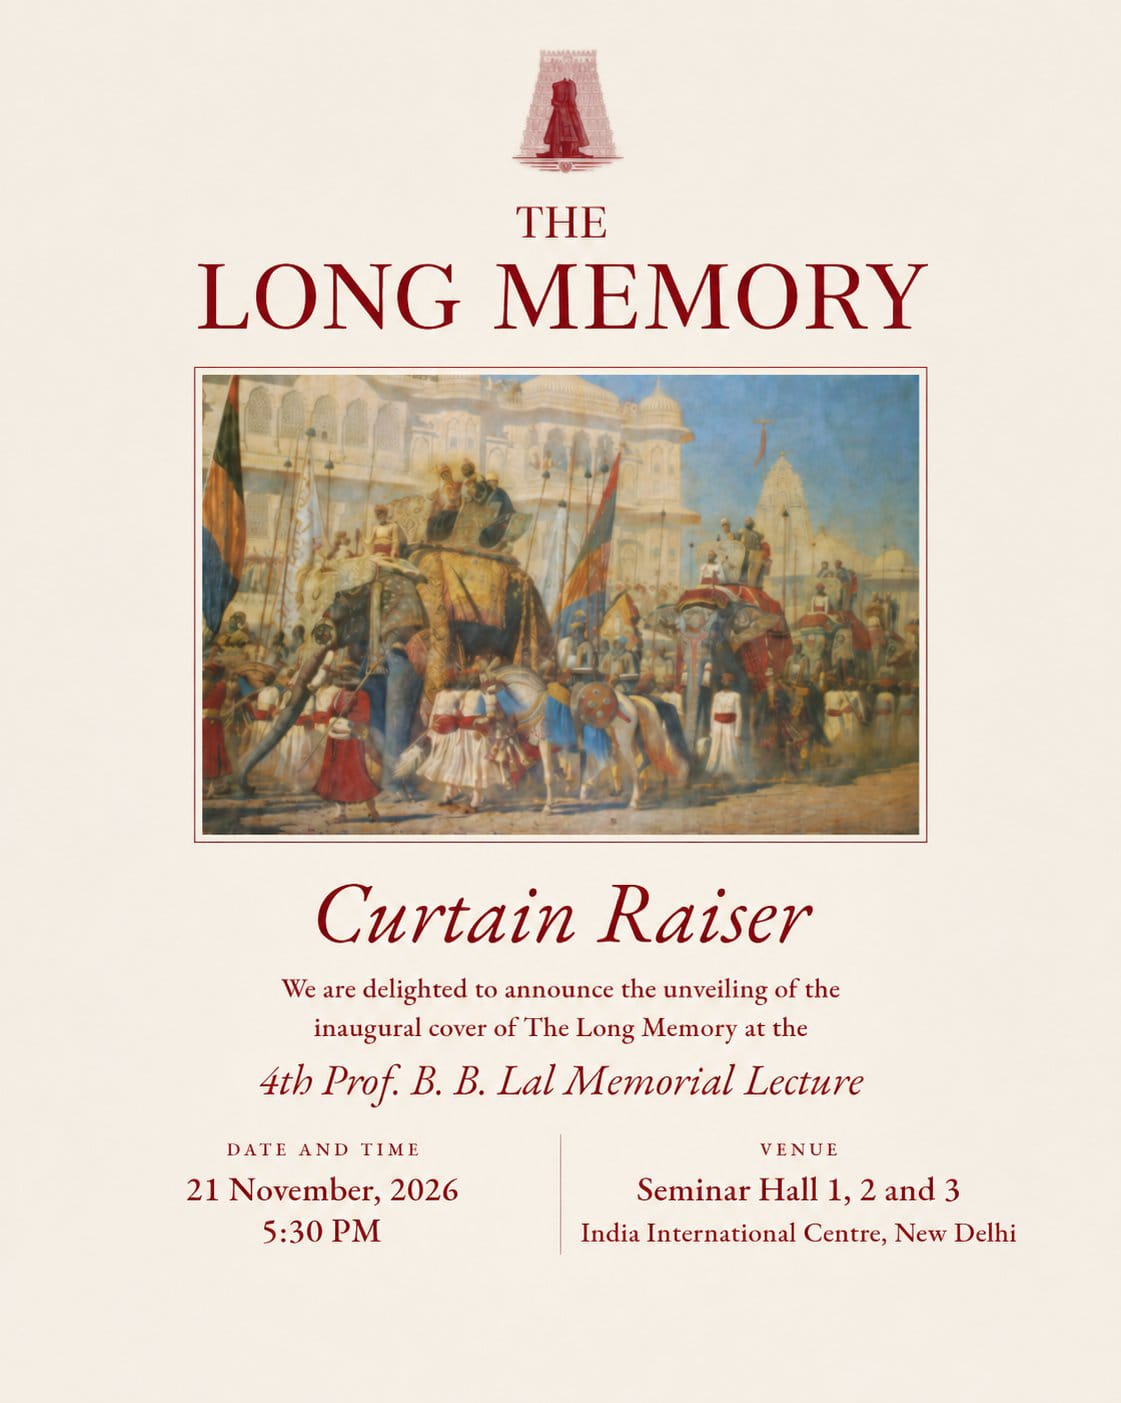 THE
LONG MEMORY
Curtain Raiser
We are delighted to announce the unveiling of the
inaugural cover of The Long Memory at the
4th Prof. B. B. Lal Memorial Lecture
DATE AND TIME
21 November, 2026
5:30 PM
VENUE
Seminar Hall 1, 2 and 3
India International Centre, New Delhi